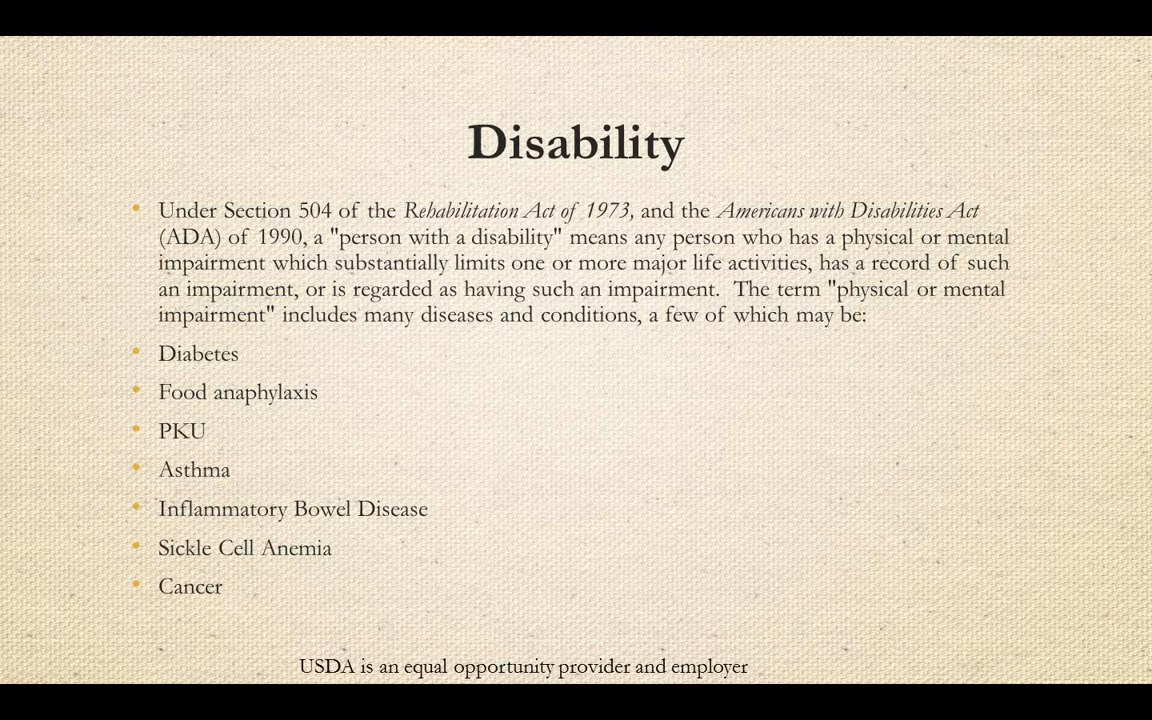 Disability
• Under Section 504 of the Rehabilitation Act of 1973, and the Americans with Disabilities Act
(ADA) of 1990, a "person with a disability" means any person who has a physical or mental
impairment which substantially limits one or more major life activities, has a record of such
an impairment, or is regarded as having such an impairment.  The term "physical or mental
impairment" includes many diseases and conditions, a few of which may be:
• Diabetes
• Food anaphylaxis
• PKU
• Asthma
• Inflammatory Bowel Disease
• Sickle Cell Anemia
• Cancer
USDA is an equal opportunity provider and employer